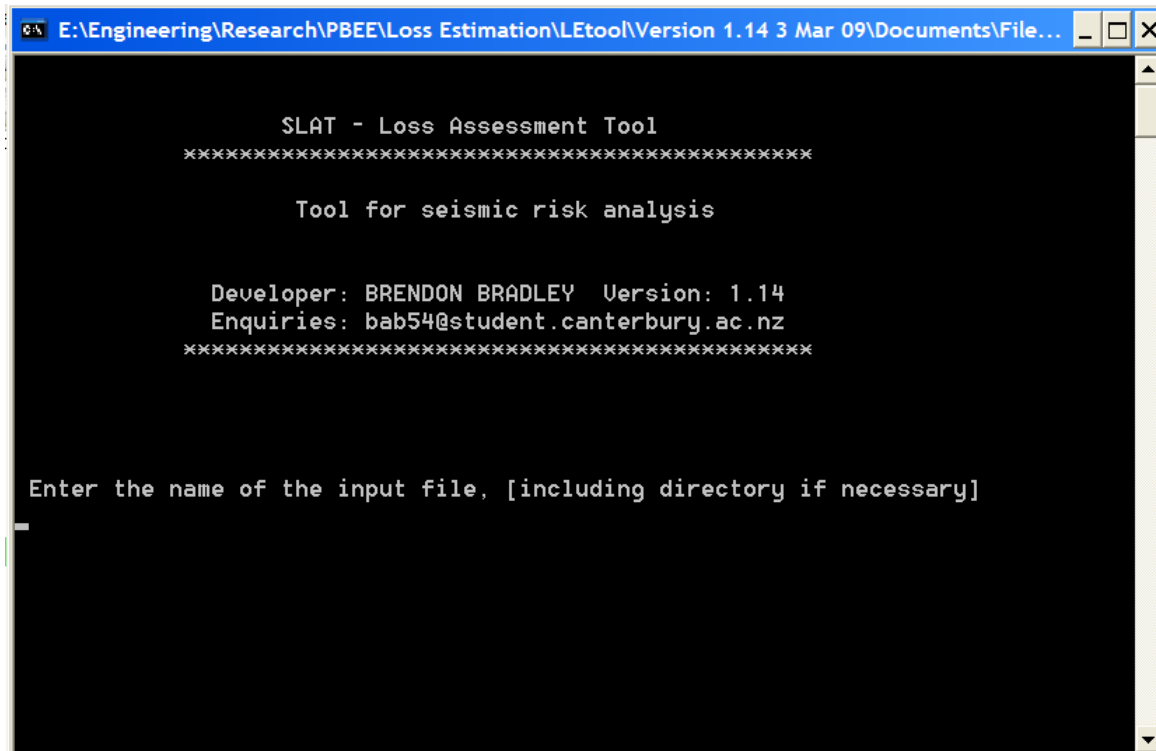 E:\Engineering\Research\PBEE\Loss Estimation\LEtool\Version 1.14 3 Mar 09\Documents\File...
SLAT - Loss Assessment Tool
*********************************************
Tool for seismic risk analysis
Developer: BRENDON BRADLEY Version: 1.14
Enquiries: bab54@student.canterbury.ac.nz
*********************************************
Enter the name of the input file, [including directory if necessary]